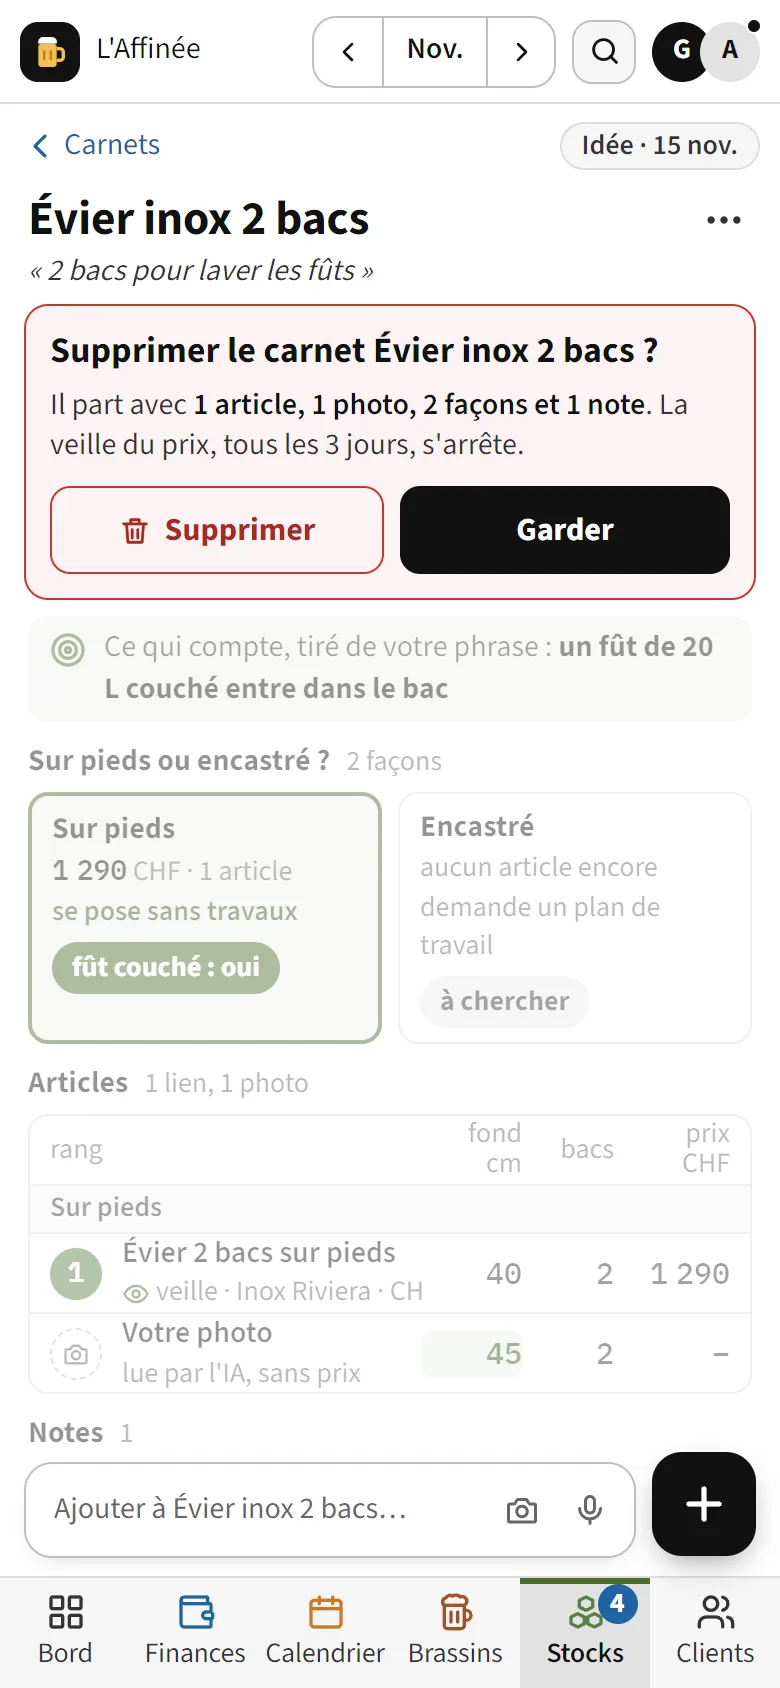 L'Affinée
Nov.
G
A
Carnets
Idée · 15 nov.
Évier inox 2 bacs
« 2 bacs pour laver les fûts »
Supprimer le carnet Évier inox 2 bacs ?
Il part avec 1 article, 1 photo, 2 façons et 1 note. La
veille du prix, tous les 3 jours, s'arrête.
Supprimer
Garder
Ce qui compte, tiré de votre phrase : un fût de 20
L couché entre dans le bac
Sur pieds ou encastré ? 2 façons
Sur pieds
1 290 CHF · 1 article
se pose sans travaux
fût couché : oui
Encastré
aucun article encore
demande un plan de
travail
à chercher
Articles 1 lien, 1 photo
rang
fond
cm
bacs
prix
CHF
Sur pieds
1
Évier 2 bacs sur pieds
veille · Inox Riviera · CH
40
2
1 290
Votre photo
lue par l'IA, sans prix
45
2
–
Notes 1
Ajouter à Évier inox 2 bacs…
Bord
Finances
Calendrier
Brassins
4
Stocks
Clients